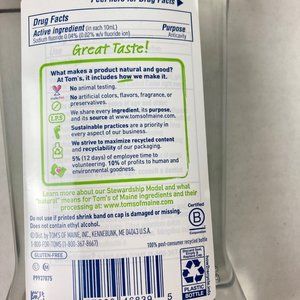 Peel Here for Drug Facts
Drug Facts
Active ingredient (in each 10mL) Purpose
Sodium fluoride 0.04% (0.02% w/v fluoride ion) Anticavity
Great Taste!
What makes a product natural and good?
At Tom's, it includes how we make it.
No animal testing.
No artificial colors, flavors, fragrance, or
preservatives.
We share every ingredient, its purpose,
and its source at www.tomsofmaine.com.
Sustainable practices are a priority in
every aspect of our business.
We strive to maximize recycled content
and recyclability of our packaging.
5% (12 days) of employee time to
volunteering. 10% of profits to human &
environmental goodness.
Learn more about our Stewardship Model and what
"natural" means for Tom's of Maine ingredients and their
processing at: www.tomsofmaine.com
Do not use if printed shrink band on cap is damaged or missing.
Does not contain ethyl alcohol.
Dist. by TOM'S OF MAINE, INC., KENNEBUNK, ME 04043 U.S.A.
1-800-FOR-TOMS (1-800-367-8667)
Certified
B
Corporation
GLUTEN-FREE
100% post-consumer recycled bottle
PLASTIC
BOTTLE